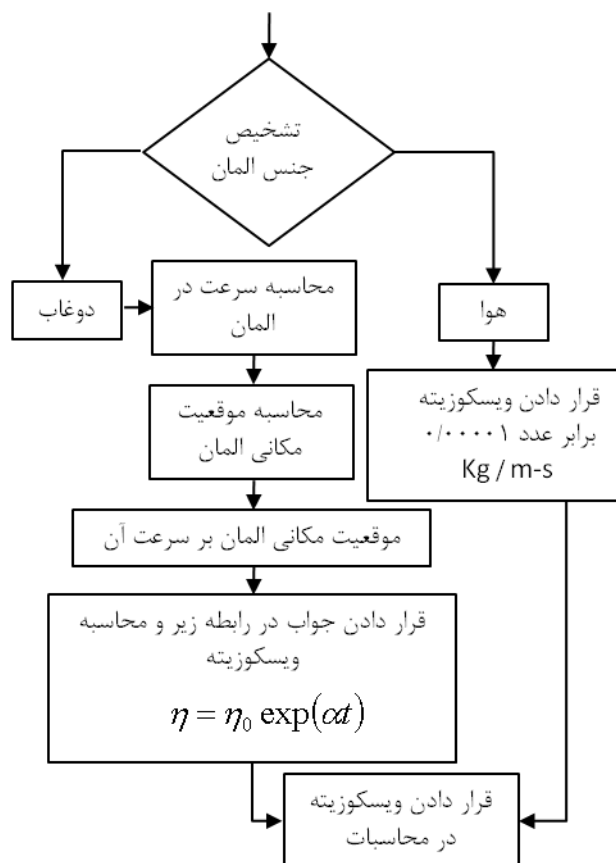 تشخیص
جنس المان
دوغاب
محاسبه سرعت در
المان
هوا
محاسبه موقعیت
مکانی المان
قرار دادن ویسکوزیته
برابر عدد ۰/۰۰۰۰۱
Kg / m-s
موقعیت مکانی المان بر سرعت آن
قرار دادن جواب در رابطه زیر و محاسبه
ویسکوزیته
η = η₀ exp(αt)
قرار دادن ویسکوزیته
در محاسبات